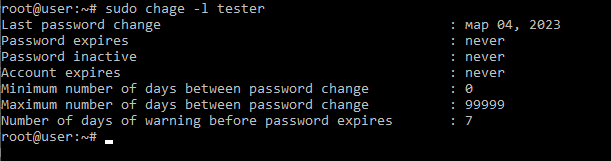 root@user:~# sudo chage -l tester
Last password change : мар 04, 2023
Password expires : never
Password inactive : never
Account expires : never
Minimum number of days between password change : 0
Maximum number of days between password change : 99999
Number of days of warning before password expires : 7
root@user:~#